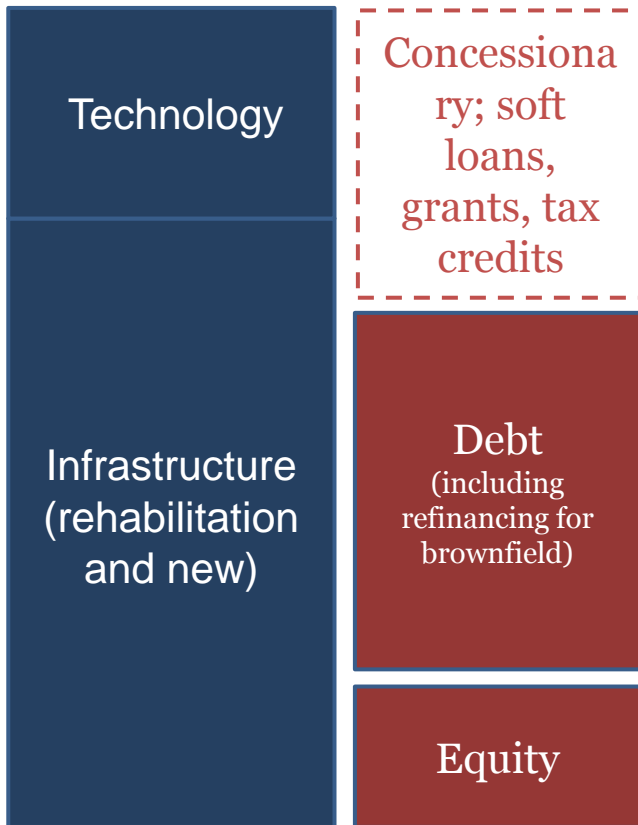 Technology
Infrastructure
(rehabilitation
and new)
Concessiona
ry; soft
loans,
grants, tax
credits
Debt
(including
refinancing for
brownfield)
Equity